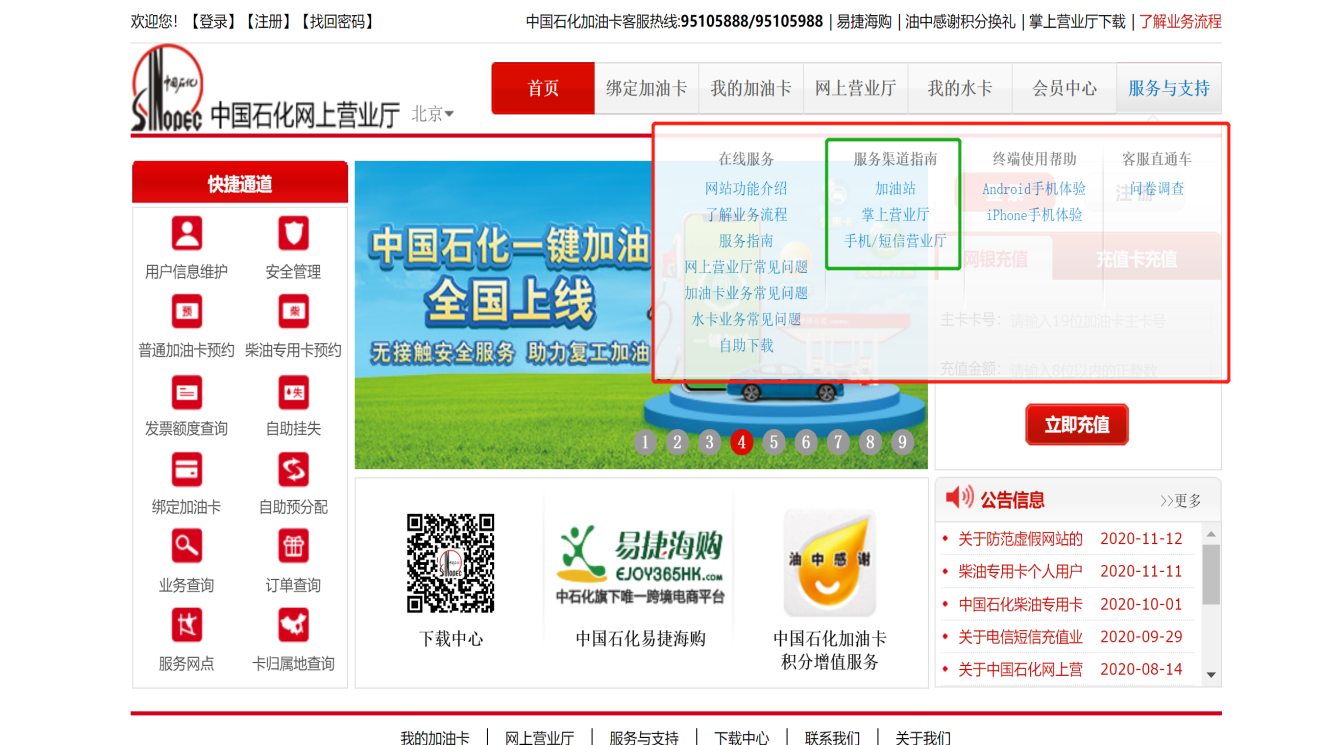 欢迎您！【登录】【注册】【找回密码】
中国石化加油卡客服热线:95105888/95105988 | 易捷海购 | 油中感谢积分换礼 | 掌上营业厅下载 | 了解业务流程
中国石化
SINOPEC
中国石化网上营业厅
北京
首页 绑定加油卡 我的加油卡 网上营业厅 我的水卡 会员中心 服务与支持
在线服务
网站功能介绍
了解业务流程
服务指南
网上营业厅常见问题
加油卡业务常见问题
水卡业务常见问题
自助下载
服务渠道指南
加油站
掌上营业厅
手机/短信营业厅
终端使用帮助
Android手机体验
iPhone手机体验
客服直通车
问卷调查
快捷通道
用户信息维护 安全管理
预 柴
普通加油卡预约 柴油专用卡预约
失
发票额度查询 自助挂失
绑定加油卡 自助预分配
业务查询 订单查询
服务网点 卡归属地查询
中国石化一键加油
全国上线
无接触安全服务 助力复工加油
1 2 3 4 5 6 7 8 9
登录 注册
网银充值 充值卡充值
主卡卡号: 请输入19位加油卡主卡号
充值金额: 请输入8位以内的正整数
立即充值
下载中心
易捷海购
EJOY365HK.com
中石化旗下唯一跨境电商平台
中国石化易捷海购
油中感谢
中国石化加油卡
积分增值服务
公告信息 >>更多
关于防范虚假网站的 2020-11-12
柴油专用卡个人用户 2020-11-11
中国石化柴油专用卡 2020-10-01
关于电信短信充值业 2020-09-29
关于中国石化网上营 2020-08-14
我的加油卡 | 网上营业厅 | 服务与支持 | 下载中心 | 联系我们 | 关于我们